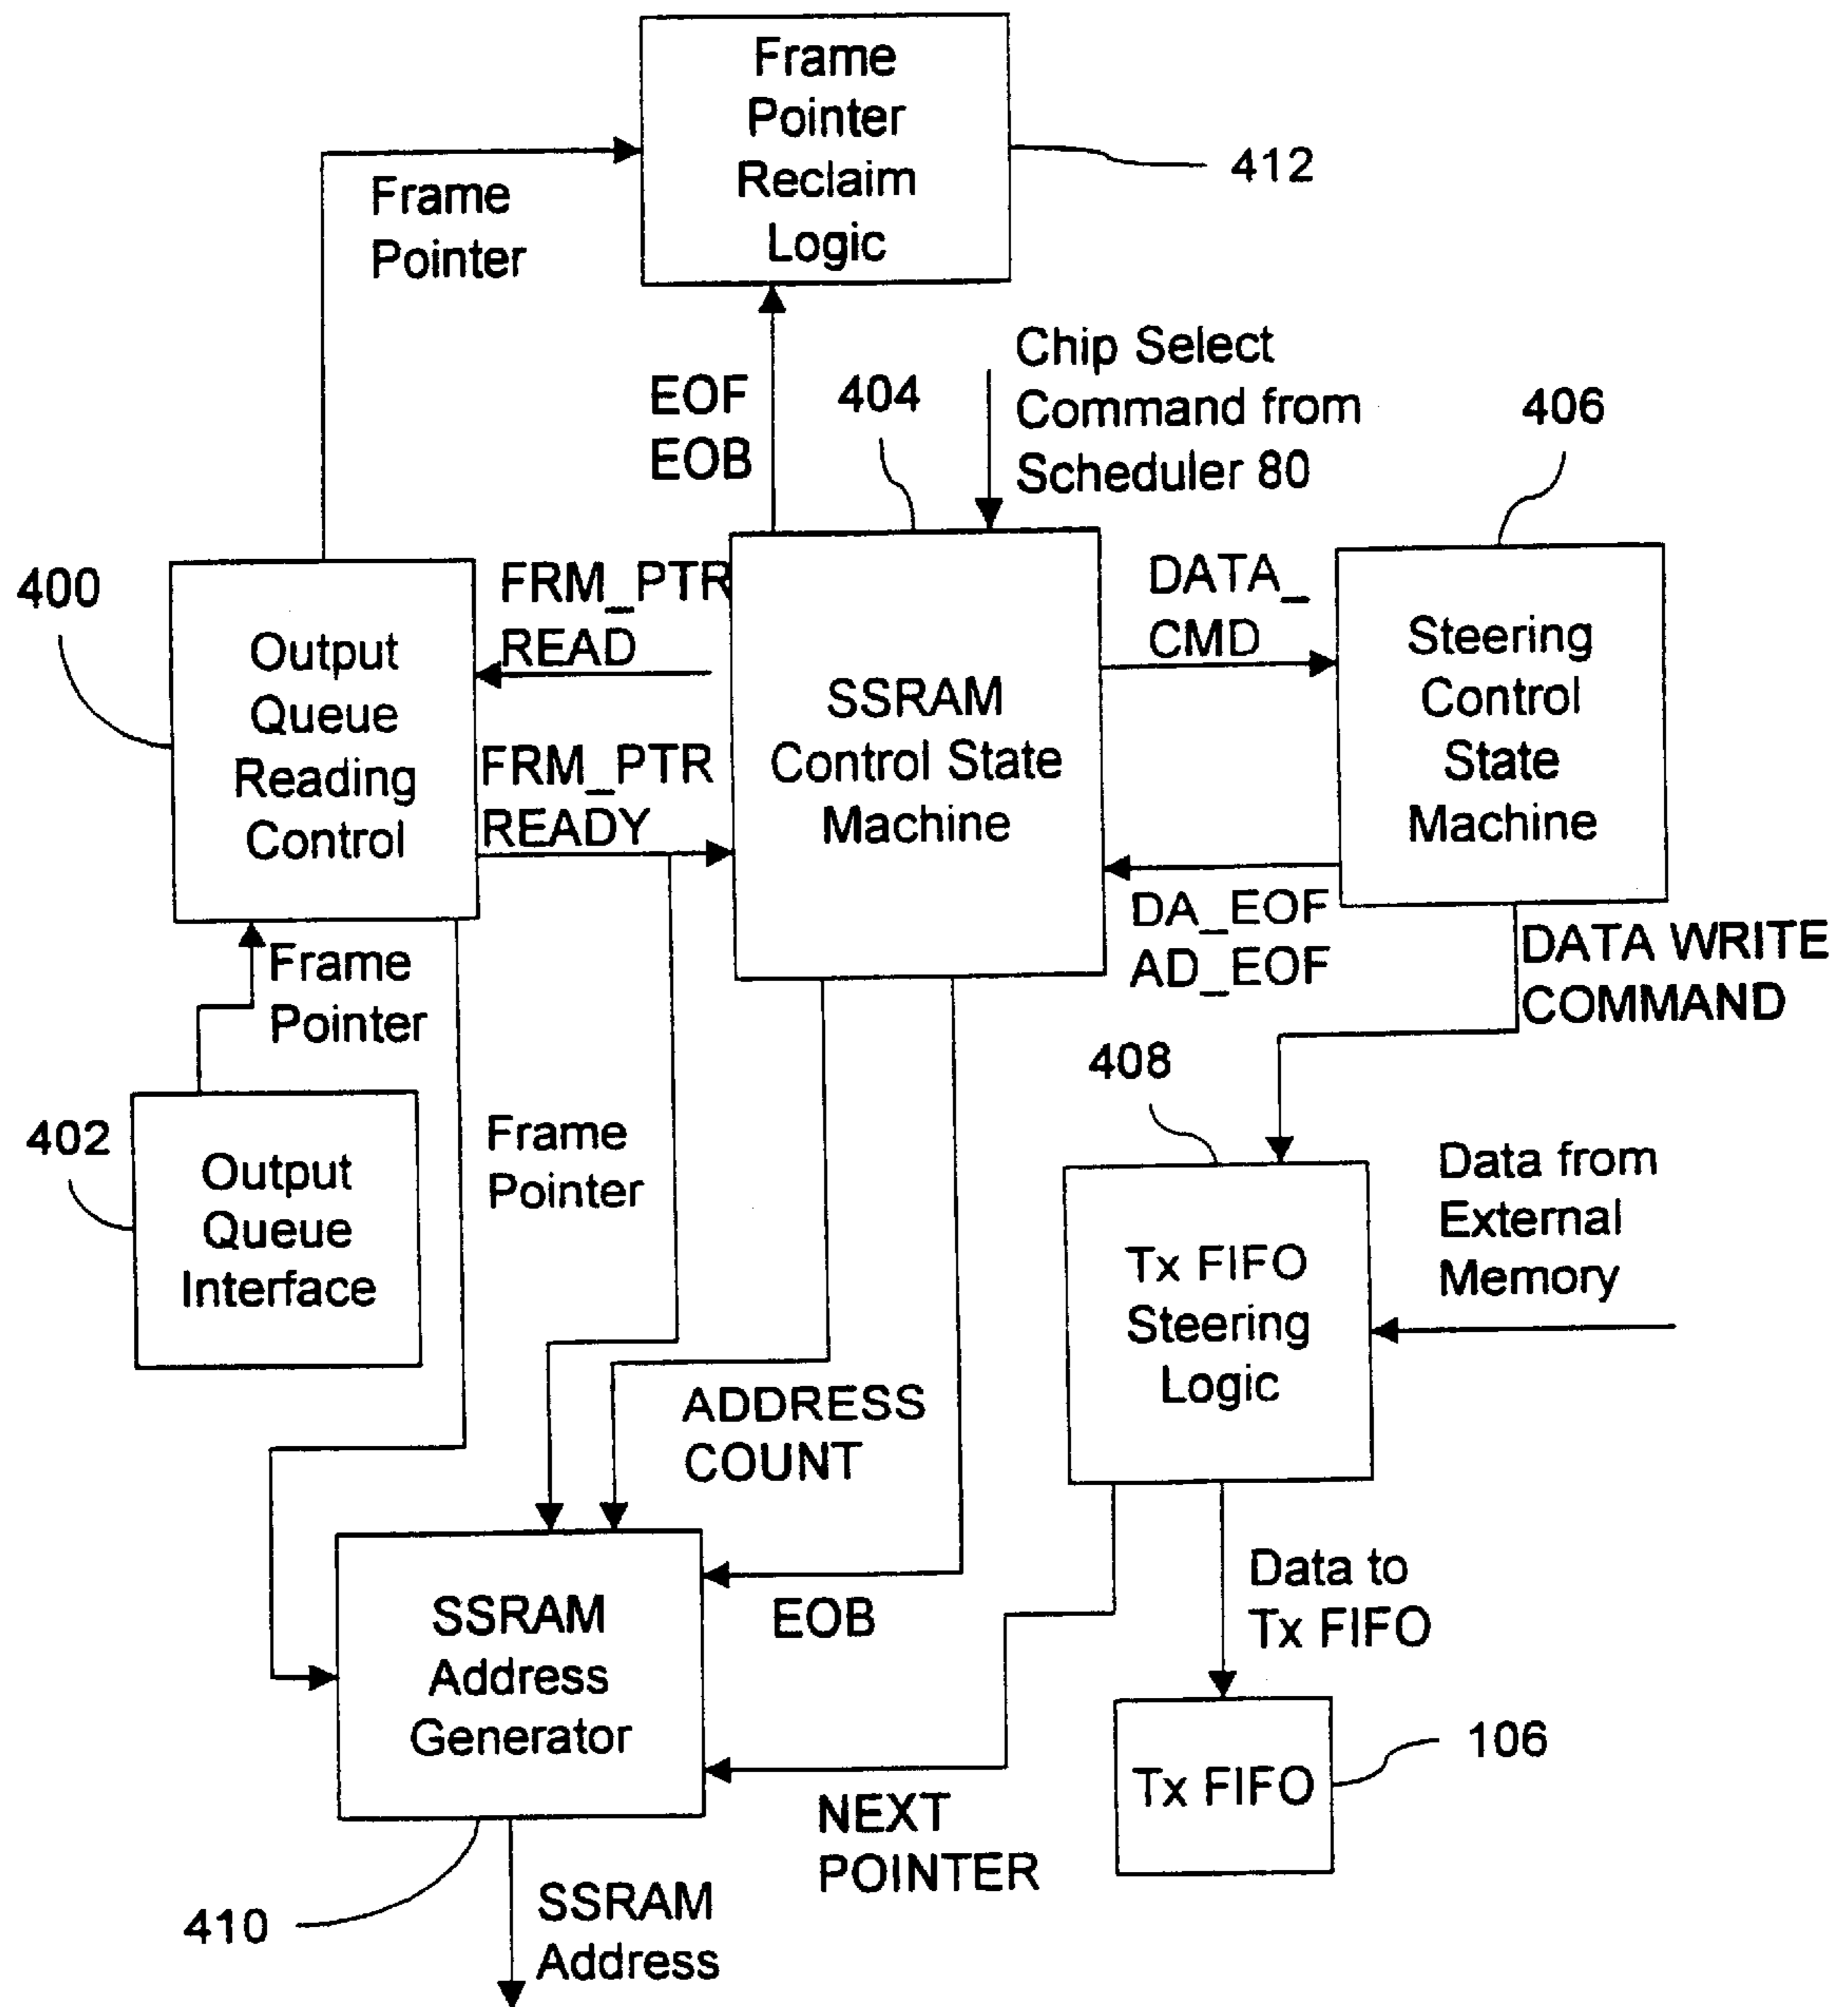 Frame
Pointer
Reclaim
Logic
412
Frame
Pointer
EOF
EOB
404
Chip Select
Command from
Scheduler 80
406
400
Output
Queue
Reading
Control
FRM_PTR
READ
FRM_PTR
READY
SSRAM
Control State
Machine
DATA_
CMD
Steering
Control
State
Machine
DA_EOF
AD_EOF
DATA WRITE
COMMAND
Frame
Pointer
402
Output
Queue
Interface
Frame
Pointer
408
Tx FIFO
Steering
Logic
Data from
External
Memory
ADDRESS
COUNT
SSRAM
Address
Generator
EOB
Data to
Tx FIFO
NEXT
POINTER
Tx FIFO
106
410
SSRAM
Address